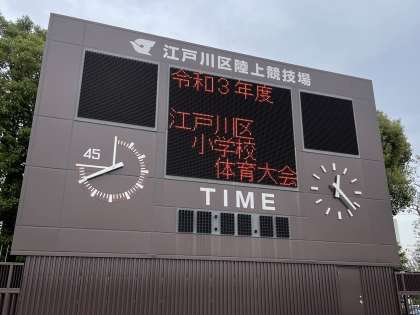 江戸川区陸上競技場
令和3年度
江戸川区
小学校
体育大会
45
TIME